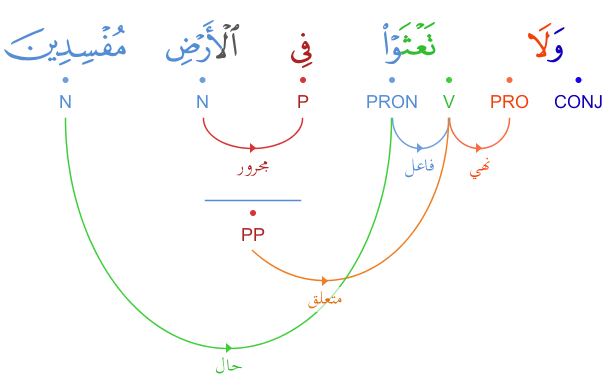 وَلَا تَعْثَوْا۟ فِى ٱلْأَرْضِ مُفْسِدِينَ
CONJ PRO V PRON P N N
نهي فاعل مجرور
PP
متعلق
حال